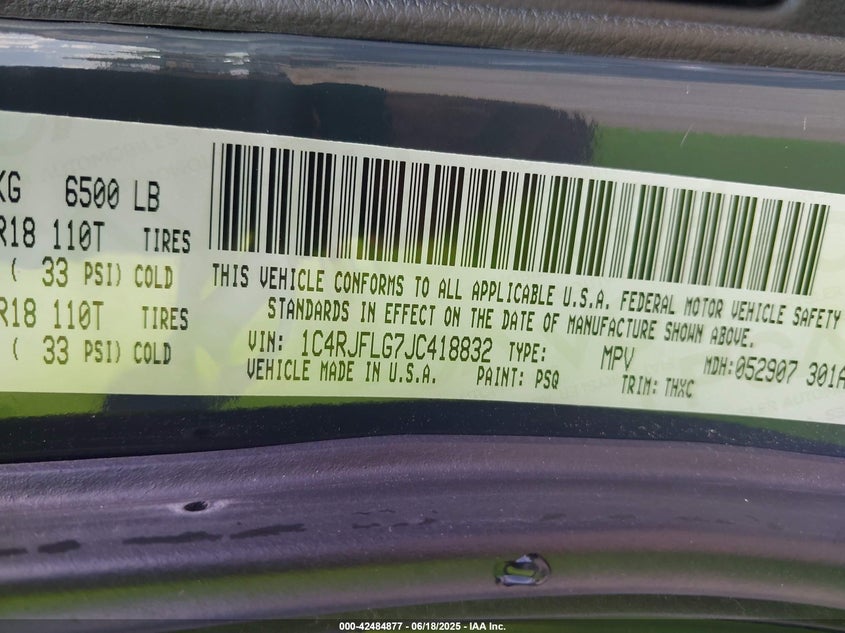 KG 6500 LB
R18 110T TIRES
( 33 PSI) COLD
R18 110T TIRES
( 33 PSI) COLD
THIS VEHICLE CONFORMS TO ALL APPLICABLE U.S.A. FEDERAL MOTOR VEHICLE SAFETY
STANDARDS IN EFFECT ON THE DATE OF MANUFACTURE SHOWN ABOVE.
VIN: 1C4RJFLG7JC418832 TYPE: MPV MDH:052907 301A
VEHICLE MADE IN U.S.A. PAINT: PSQ TRIM: THXC
000-42484877 | 06/18/2025 - IAA Inc.